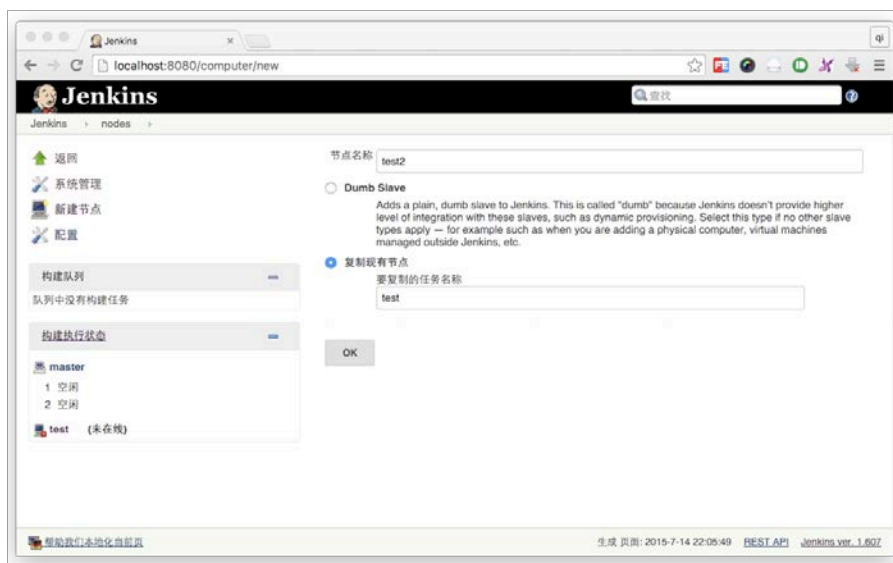 Jenkins
qi
localhost:8080/computer/new
Jenkins
查找
Jenkins
nodes
返回
系统管理
新建节点
配置
构建队列
队列中没有构建任务
构建执行状态
master
1 空闲
2 空闲
test (未在线)
节点名称
test2
Dumb Slave
Adds a plain, dumb slave to Jenkins. This is called "dumb" because Jenkins doesn't provide higher
level of integration with these slaves, such as dynamic provisioning. Select this type if no other slave
types apply — for example such as when you are adding a physical computer, virtual machines
managed outside Jenkins, etc.
复制现有节点
要复制的任务名称
test
OK
帮助我们本地化当前页
生成 页面: 2015-7-14 22:05:49 REST API Jenkins ver. 1.607